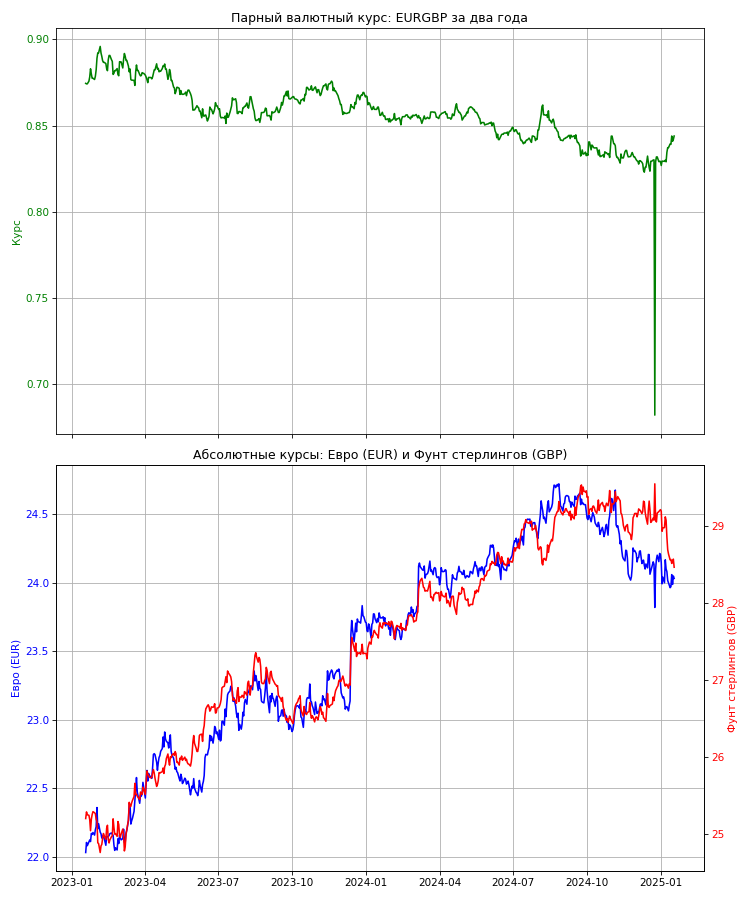 Парный валютный курс: EURGBP за два года
0.90
0.85
0.80
0.75
0.70
Курс
Абсолютные курсы: Евро (EUR) и Фунт стерлингов (GBP)
24.5
24.0
23.5
23.0
22.5
22.0
Евро (EUR)
29
28
27
26
25
Фунт стерлингов (GBP)
2023-01 2023-04 2023-07 2023-10 2024-01 2024-04 2024-07 2024-10 2025-01